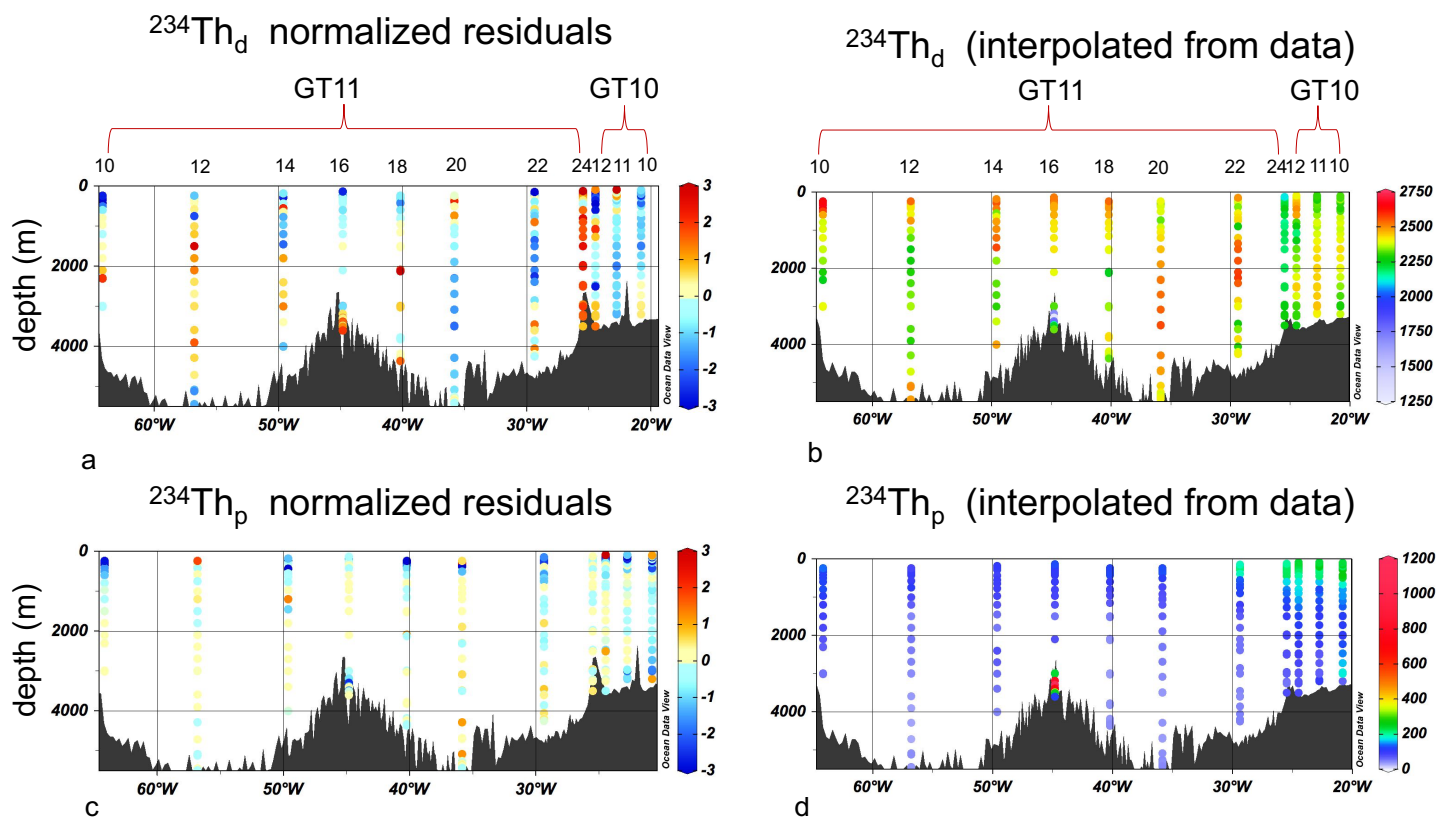 ²³⁴Th_d normalized residuals
GT11 GT10
10 12 14 16 18 20 22 24 12 11 10
depth (m)
0
2000
4000
60°W 50°W 40°W 30°W 20°W
3
2
1
0
-1
-2
-3
Ocean Data View
a
²³⁴Th_d (interpolated from data)
GT11 GT10
10 12 14 16 18 20 22 24 12 11 10
0
2000
4000
60°W 50°W 40°W 30°W 20°W
2750
2500
2250
2000
1750
1500
1250
Ocean Data View
b
²³⁴Th_p normalized residuals
depth (m)
0
2000
4000
60°W 50°W 40°W 30°W 20°W
3
2
1
0
-1
-2
-3
Ocean Data View
c
²³⁴Th_p (interpolated from data)
0
2000
4000
60°W 50°W 40°W 30°W 20°W
1200
1000
800
600
400
200
0
Ocean Data View
d